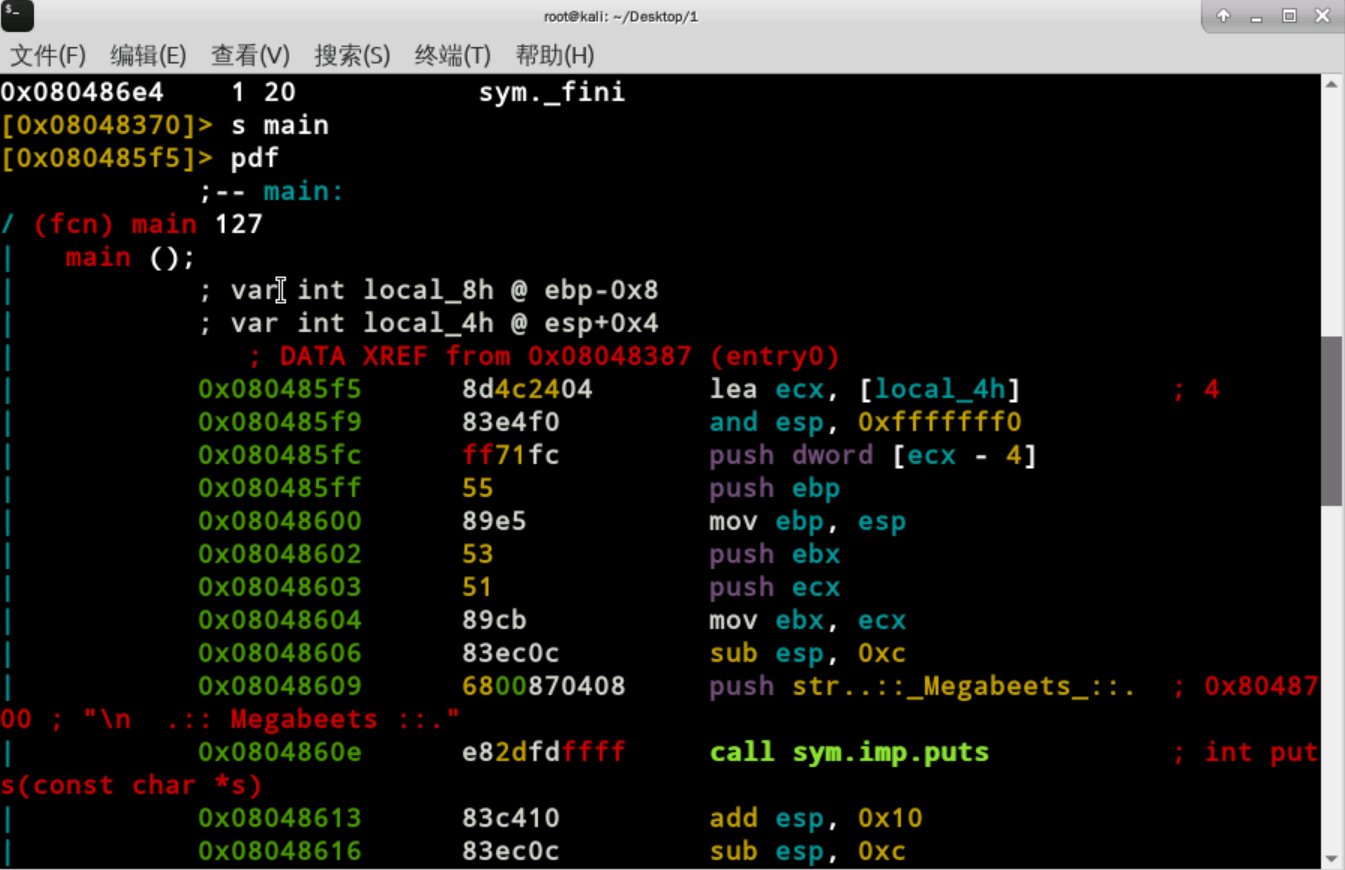 root@kali: ~/Desktop/1
文件(F) 编辑(E) 查看(V) 搜索(S) 终端(T) 帮助(H)
0x080486e4 1 20 sym._fini
[0x08048370]> s main
[0x080485f5]> pdf
;-- main:
/ (fcn) main 127
| main ();
| ; var int local_8h @ ebp-0x8
| ; var int local_4h @ esp+0x4
| ; DATA XREF from 0x08048387 (entry0)
| 0x080485f5 8d4c2404 lea ecx, [local_4h] ; 4
| 0x080485f9 83e4f0 and esp, 0xfffffff0
| 0x080485fc ff71fc push dword [ecx - 4]
| 0x080485ff 55 push ebp
| 0x08048600 89e5 mov ebp, esp
| 0x08048602 53 push ebx
| 0x08048603 51 push ecx
| 0x08048604 89cb mov ebx, ecx
| 0x08048606 83ec0c sub esp, 0xc
| 0x08048609 6800870408 push str..::_Megabeets_::. ; 0x80487
00 ; "\n  .:: Megabeets ::."
| 0x0804860e e82dfdffff call sym.imp.puts ; int put
s(const char *s)
| 0x08048613 83c410 add esp, 0x10
| 0x08048616 83ec0c sub esp, 0xc